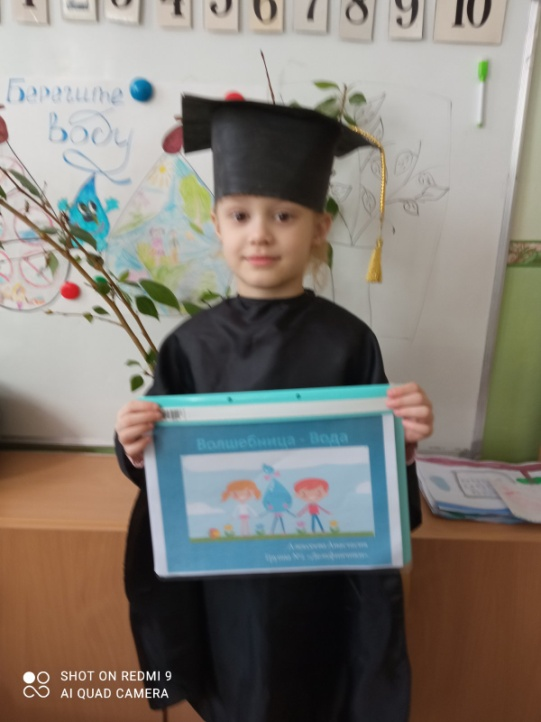 4 5 6 7 8 9 10
Берегите
воду
Волшебница - Вода
SHOT ON REDMI 9
AI QUAD CAMERA